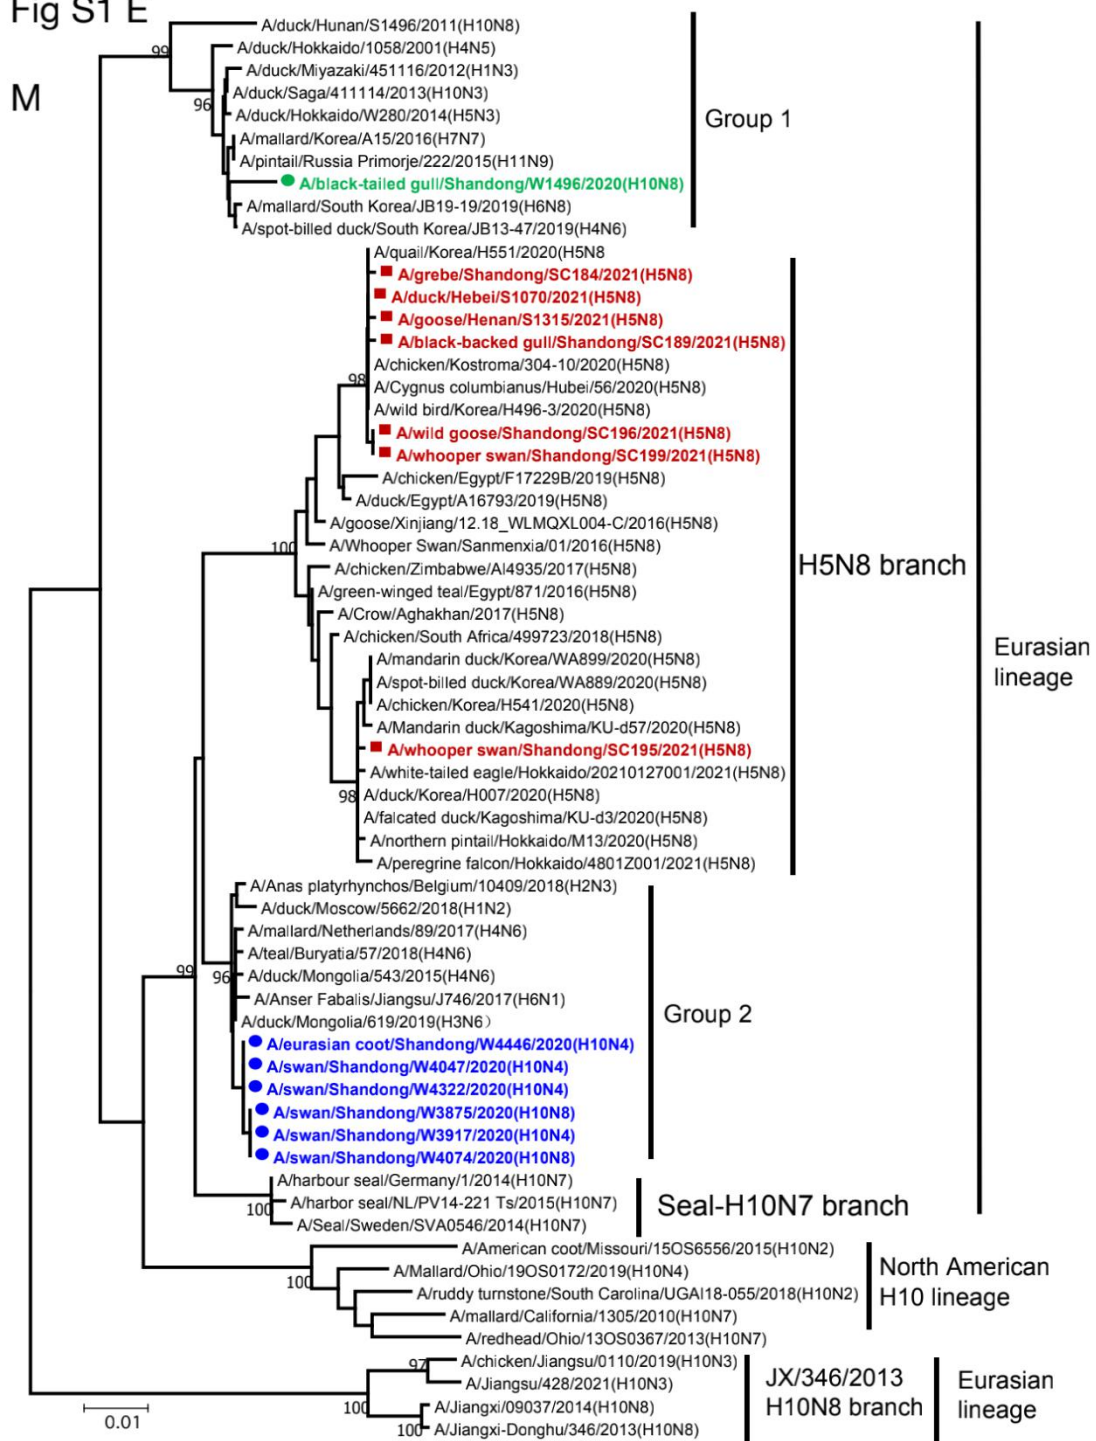 Fig S1 E
M
99
A/duck/Hunan/S1496/2011(H10N8)
A/duck/Hokkaido/1058/2001(H4N5)
A/duck/Miyazaki/451116/2012(H1N3)
A/duck/Saga/411114/2013(H10N3)
96
A/duck/Hokkaido/W280/2014(H5N3)
Group 1
A/mallard/Korea/A15/2016(H7N7)
A/pintail/Russia Primorje/222/2015(H11N9)
A/black-tailed gull/Shandong/W1496/2020(H10N8)
A/mallard/South Korea/JB19-19/2019(H6N8)
A/spot-billed duck/South Korea/JB13-47/2019(H4N6)
A/quail/Korea/H551/2020(H5N8
A/grebe/Shandong/SC184/2021(H5N8)
A/duck/Hebei/S1070/2021(H5N8)
A/goose/Henan/S1315/2021(H5N8)
A/black-backed gull/Shandong/SC189/2021(H5N8)
A/chicken/Kostroma/304-10/2020(H5N8)
98
A/Cygnus columbianus/Hubei/56/2020(H5N8)
A/wild bird/Korea/H496-3/2020(H5N8)
A/wild goose/Shandong/SC196/2021(H5N8)
A/whooper swan/Shandong/SC199/2021(H5N8)
A/chicken/Egypt/F17229B/2019(H5N8)
A/duck/Egypt/A16793/2019(H5N8)
A/goose/Xinjiang/12.18_WLMQXL004-C/2016(H5N8)
100
A/Whooper Swan/Sanmenxia/01/2016(H5N8)
H5N8 branch
A/chicken/Zimbabwe/AI4935/2017(H5N8)
A/green-winged teal/Egypt/871/2016(H5N8)
A/Crow/Aghakhan/2017(H5N8)
A/chicken/South Africa/499723/2018(H5N8)
Eurasian
lineage
A/mandarin duck/Korea/WA899/2020(H5N8)
A/spot-billed duck/Korea/WA889/2020(H5N8)
A/chicken/Korea/H541/2020(H5N8)
A/Mandarin duck/Kagoshima/KU-d57/2020(H5N8)
A/whooper swan/Shandong/SC195/2021(H5N8)
A/white-tailed eagle/Hokkaido/20210127001/2021(H5N8)
98
A/duck/Korea/H007/2020(H5N8)
A/falcated duck/Kagoshima/KU-d3/2020(H5N8)
A/northern pintail/Hokkaido/M13/2020(H5N8)
A/peregrine falcon/Hokkaido/4801Z001/2021(H5N8)
A/Anas platyrhynchos/Belgium/10409/2018(H2N3)
A/duck/Moscow/5662/2018(H1N2)
A/mallard/Netherlands/89/2017(H4N6)
A/teal/Buryatia/57/2018(H4N6)
99
96
A/duck/Mongolia/543/2015(H4N6)
A/Anser Fabalis/Jiangsu/J746/2017(H6N1)
Group 2
A/duck/Mongolia/619/2019(H3N6）
A/eurasian coot/Shandong/W4446/2020(H10N4)
A/swan/Shandong/W4047/2020(H10N4)
A/swan/Shandong/W4322/2020(H10N4)
A/swan/Shandong/W3875/2020(H10N8)
A/swan/Shandong/W3917/2020(H10N4)
A/swan/Shandong/W4074/2020(H10N8)
A/harbour seal/Germany/1/2014(H10N7)
100
A/harbor seal/NL/PV14-221 Ts/2015(H10N7)
Seal-H10N7 branch
A/Seal/Sweden/SVA0546/2014(H10N7)
A/American coot/Missouri/15OS6556/2015(H10N2)
100
A/Mallard/Ohio/19OS0172/2019(H10N4)
North American
H10 lineage
A/ruddy turnstone/South Carolina/UGAI18-055/2018(H10N2)
A/mallard/California/1305/2010(H10N7)
A/redhead/Ohio/13OS0367/2013(H10N7)
97
A/chicken/Jiangsu/0110/2019(H10N3)
A/Jiangsu/428/2021(H10N3)
JX/346/2013
H10N8 branch
Eurasian
lineage
100
A/Jiangxi/09037/2014(H10N8)
100
A/Jiangxi-Donghu/346/2013(H10N8)
0.01